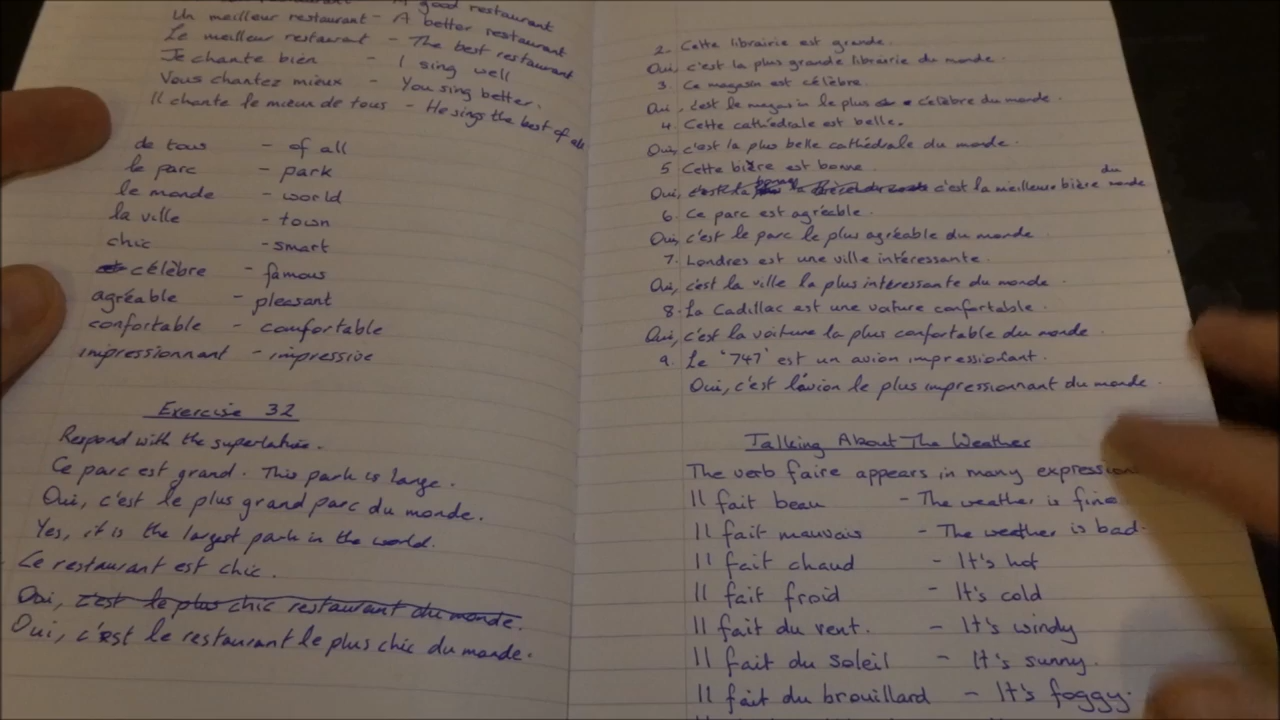 A good restaurant
Un meilleur restaurant - A better restaurant
Le meilleur restaurant - The best restaurant
Je chante bien - I sing well
Vous chantez mieux - You sing better.
Il chante le mieux de tous - He sings the best of all
de tous - of all
le parc - park
le monde - world
la ville - town
chic - smart
célèbre - famous
agréable - pleasant
confortable - comfortable
impressionnant - impressive
Exercise 32
Respond with the superlative.
Ce parc est grand. This park is large.
Oui, c'est le plus grand parc du monde.
Yes, it is the largest park in the world.
Ce restaurant est chic.
Oui, c'est le plus chic restaurant du monde.
Oui, c'est le restaurant le plus chic du monde.
2. Cette librairie est grande.
Oui, c'est la plus grande librairie du monde.
3. Ce magasin est célèbre.
Oui, c'est le magasin le plus célèbre du monde.
4. Cette cathédrale est belle.
Oui, c'est la plus belle cathédrale du monde.
5 Cette bière est bonne
Oui, c'est la meilleure bière du monde
6. Ce parc est agréable.
Oui, c'est le parc le plus agréable du monde
7. Londres est une ville intéressante.
Oui, c'est la ville la plus intéressante du monde
8. La Cadillac est une voiture confortable.
Oui, c'est la voiture la plus confortable du monde
9. Le '747' est un avion impressionant.
Oui, c'est l'avion le plus impressionnant du monde.
Talking About The Weather
The verb faire appears in many expression
Il fait beau - The weather is fine
Il fait mauvais - The weather is bad
Il fait chaud - It's hot
Il fait froid - It's cold
Il fait du vent. - It's windy
Il fait du soleil - It's sunny.
Il fait du brouillard - It's foggy.